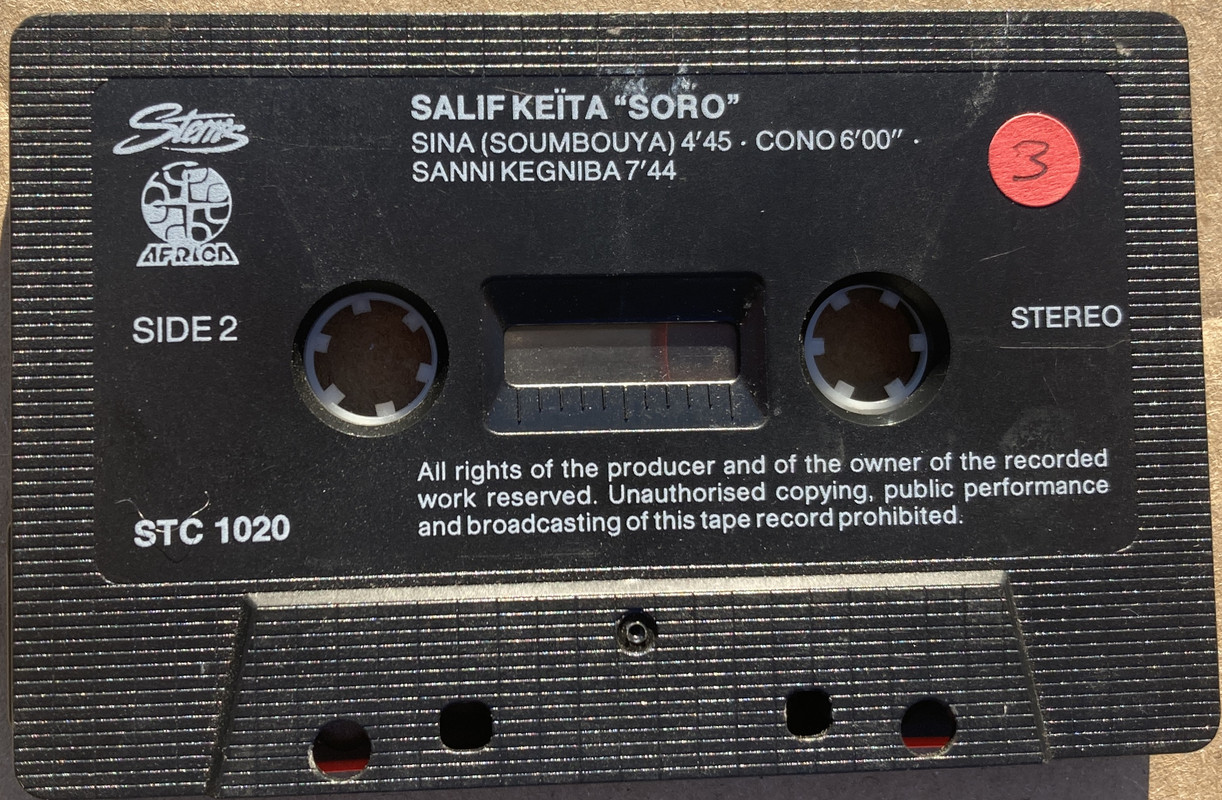 Sterns
AFRICA
SALIF KEÏTA “SORO”
SINA (SOUMBOUYA) 4'45 · CONO 6'00" ·
SANNI KEGNIBA 7'44
3
SIDE 2
STEREO
All rights of the producer and of the owner of the recorded
work reserved. Unauthorised copying, public performance
and broadcasting of this tape record prohibited.
STC 1020